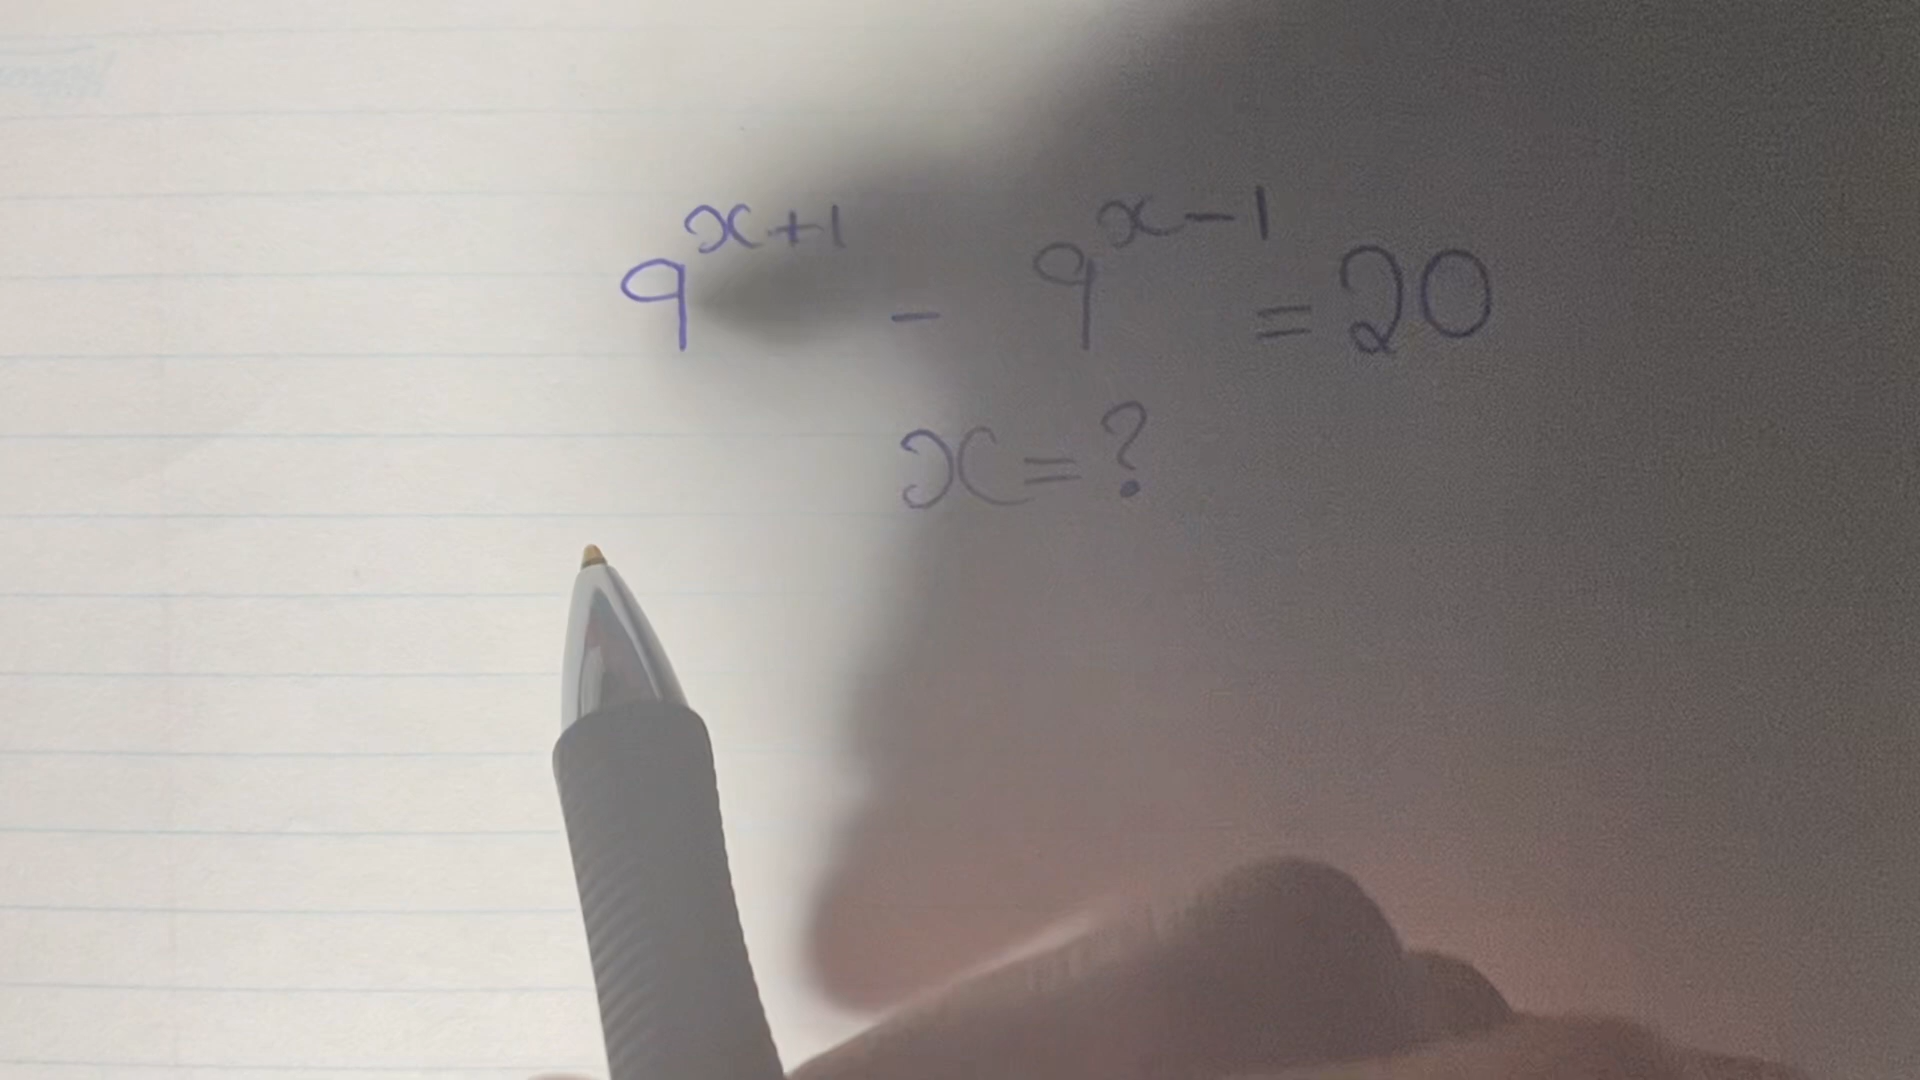 9^{x+1} - 9^{x-1} = 20
x = ?